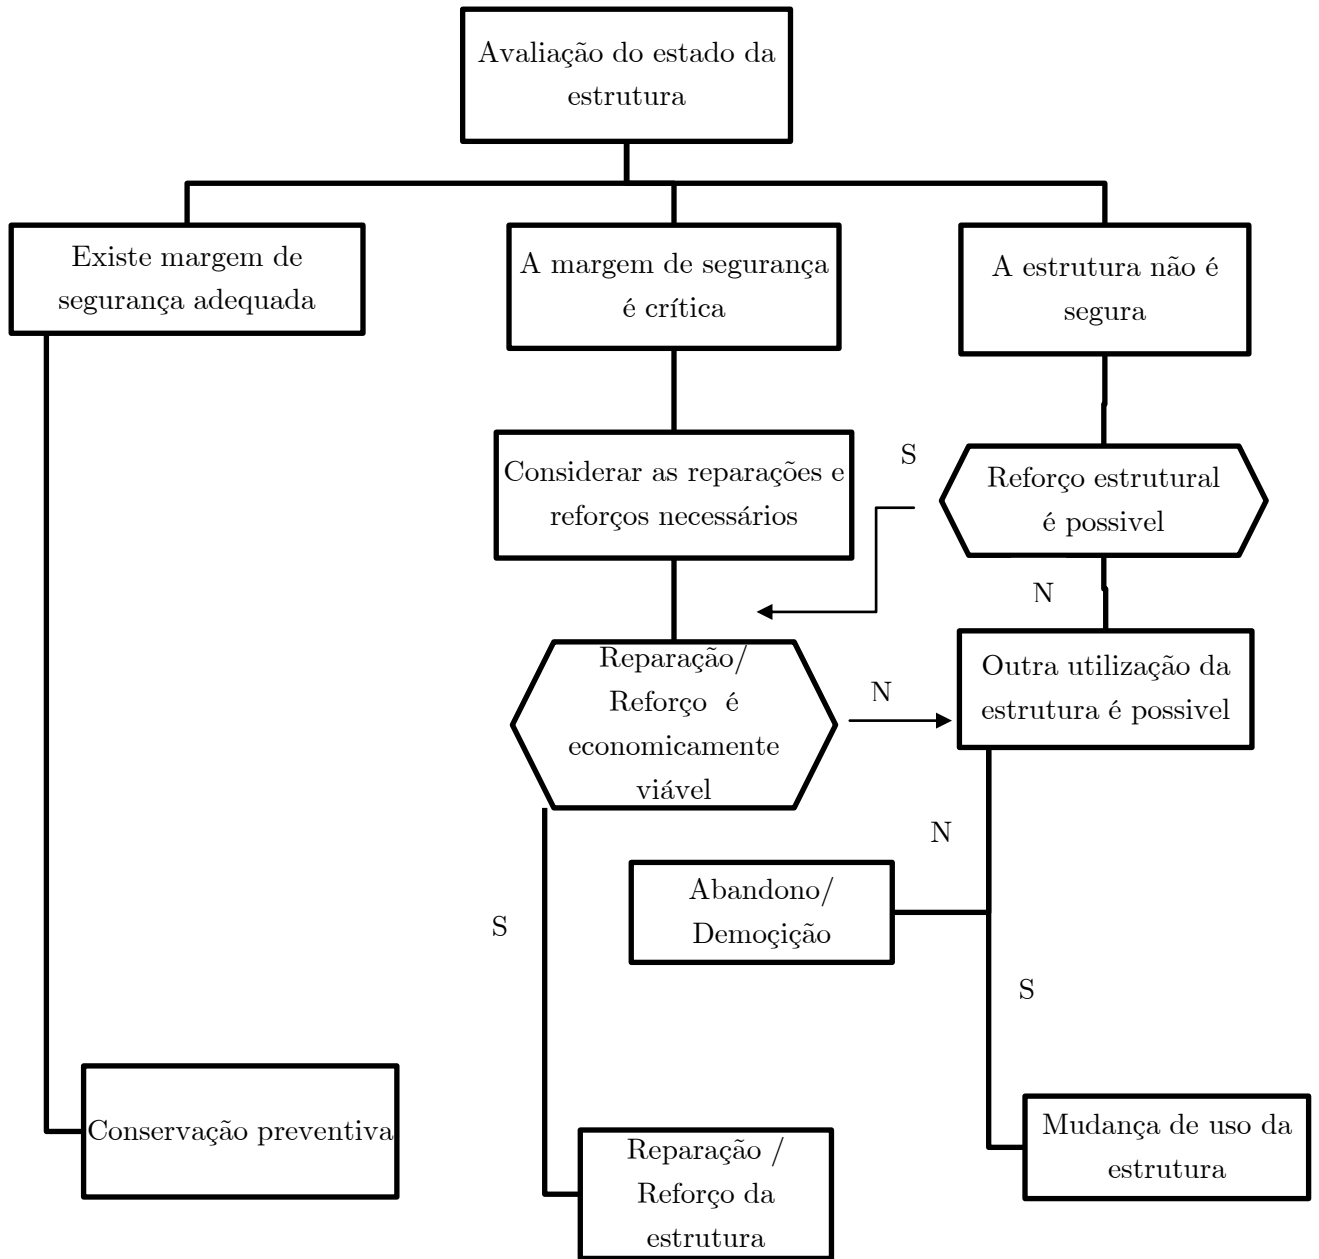 Avaliação do estado da
estrutura
Existe margem de
segurança adequada
A margem de segurança
é crítica
A estrutura não é
segura
Considerar as reparações e
reforços necessários
S
Reforço estrutural
é possivel
N
Reparação/
Reforço é
economicamente
viável
N
Outra utilização da
estrutura é possivel
N
Abandono/
Demoçição
S
S
Conservação preventiva
Reparação /
Reforço da
estrutura
Mudança de uso da
estrutura